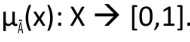 μ_Ã(x): X → [0,1].